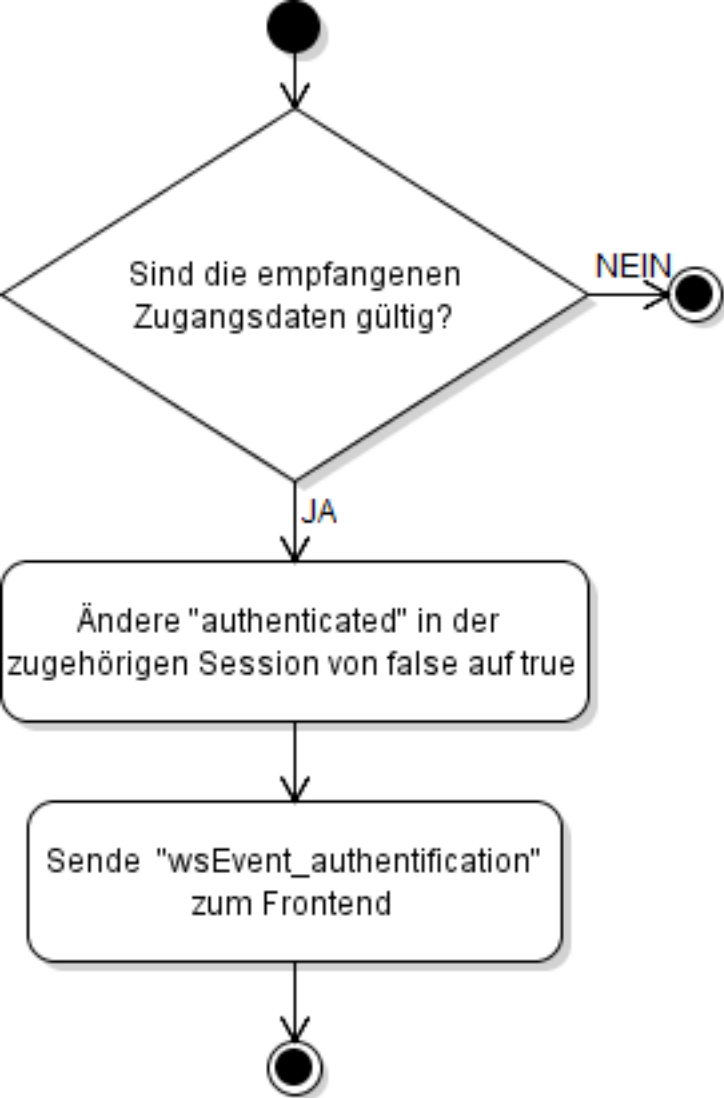 Sind die empfangenen
Zugangsdaten gültig?
NEIN
JA
Ändere "authenticated" in der
zugehörigen Session von false auf true
Sende "wsEvent_authentification"
zum Frontend